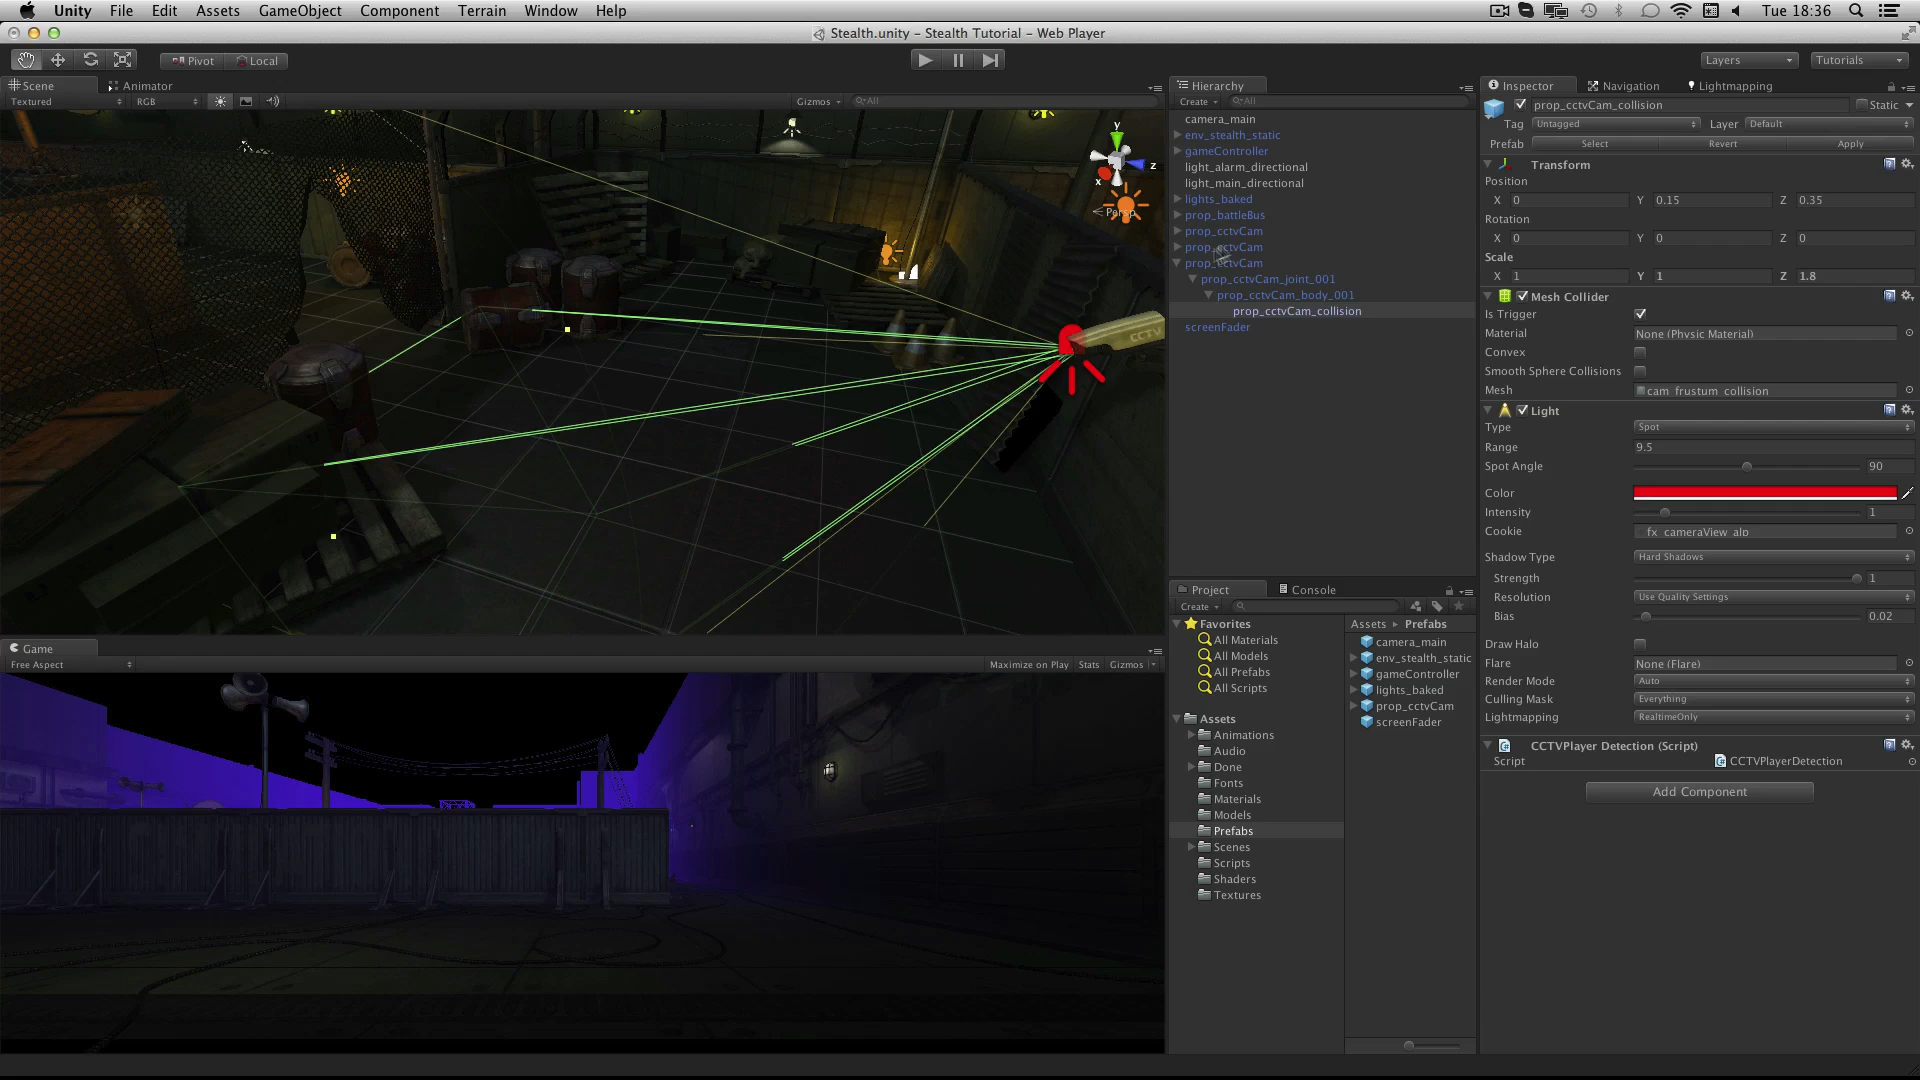 Unity File Edit Assets GameObject Component Terrain Window Help Tue 18:36
Stealth.unity – Stealth Tutorial – Web Player
Pivot Local Layers Tutorials
Scene Animator
Textured RGB Gizmos All
y
z
x
Persp
CCTV
Game
Free Aspect Maximize on Play Stats Gizmos
Hierarchy
Create All
camera_main
env_stealth_static
gameController
light_alarm_directional
light_main_directional
lights_baked
prop_battleBus
prop_cctvCam
prop_cctvCam
prop_cctvCam
prop_cctvCam_joint_001
prop_cctvCam_body_001
prop_cctvCam_collision
screenFader
Project Console
Create
Favorites
All Materials
All Models
All Prefabs
All Scripts
Assets
Animations
Audio
Done
Fonts
Materials
Models
Prefabs
Scenes
Scripts
Shaders
Textures
Assets Prefabs
camera_main
env_stealth_static
gameController
lights_baked
prop_cctvCam
screenFader
Inspector Navigation Lightmapping
prop_cctvCam_collision Static
Tag Untagged Layer Default
Prefab Select Revert Apply
Transform
Position
X 0 Y 0.15 Z 0.35
Rotation
X 0 Y 0 Z 0
Scale
X 1 Y 1 Z 1.8
Mesh Collider
Is Trigger
Material None (Physic Material)
Convex
Smooth Sphere Collisions
Mesh cam_frustum_collision
Light
Type Spot
Range 9.5
Spot Angle 90
Color
Intensity 1
Cookie fx_cameraView_alp
Shadow Type Hard Shadows
Strength 1
Resolution Use Quality Settings
Bias 0.02
Draw Halo
Flare None (Flare)
Render Mode Auto
Culling Mask Everything
Lightmapping RealtimeOnly
CCTVPlayer Detection (Script)
Script CCTVPlayerDetection
Add Component